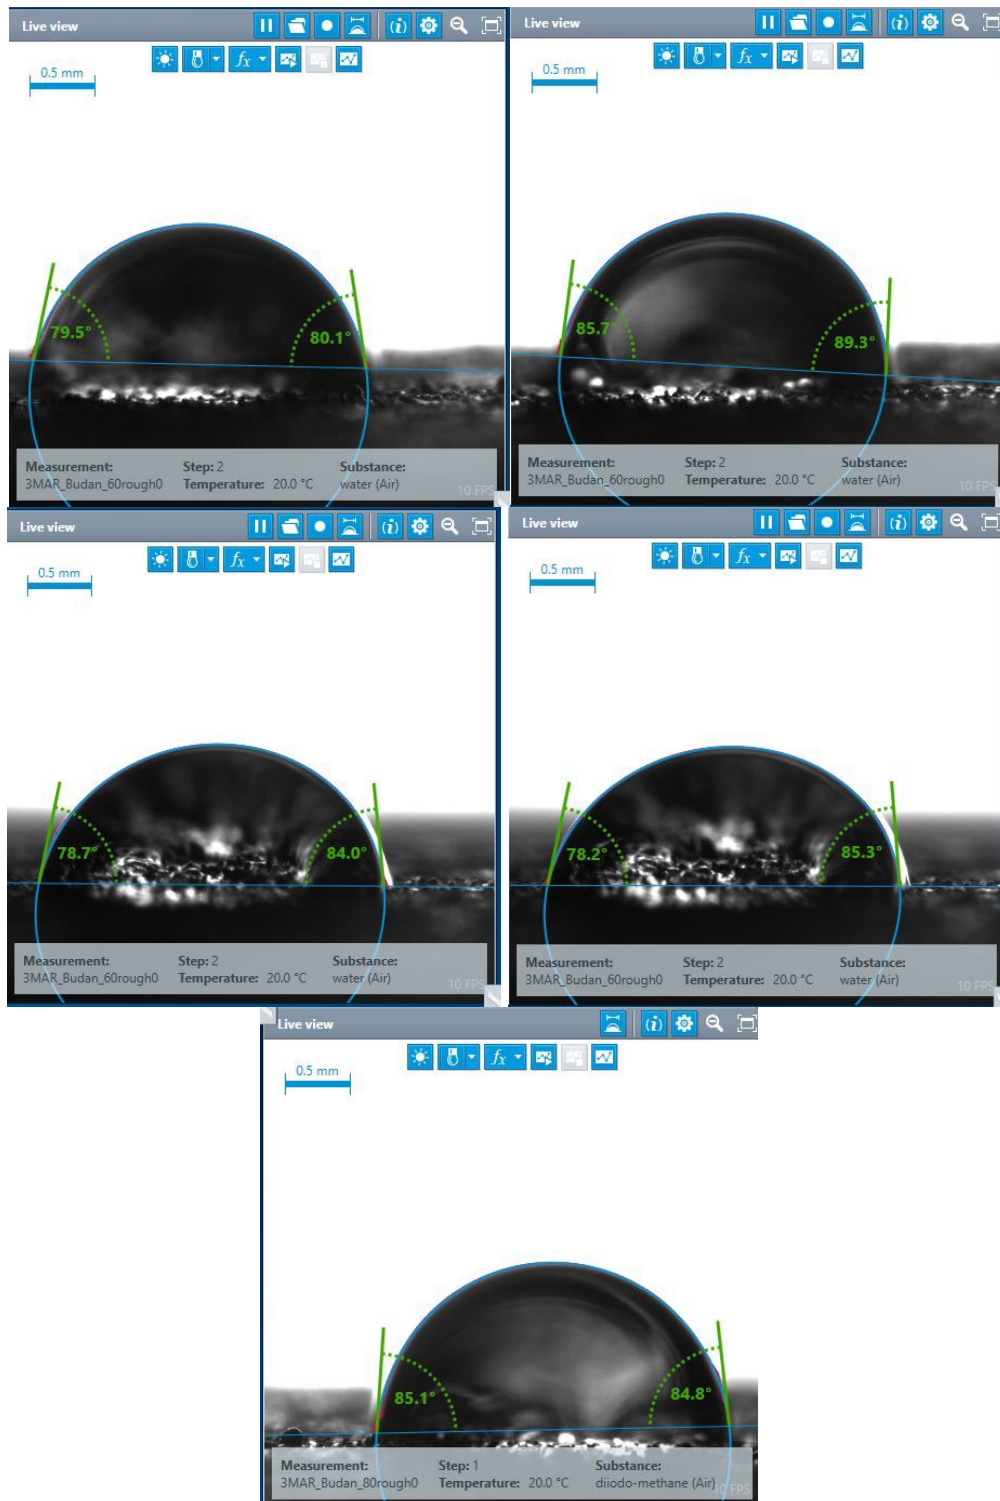 Live view
0.5 mm
79.5°
80.1°
Measurement: Step: 2 Substance:
3MAR_Budan_60rough0 Temperature: 20.0 °C water (Air)
10 FPS
Live view
0.5 mm
85.7°
89.3°
Measurement: Step: 2 Substance:
3MAR_Budan_60rough0 Temperature: 20.0 °C water (Air)
10 FPS
Live view
0.5 mm
78.7°
84.0°
Measurement: Step: 2 Substance:
3MAR_Budan_60rough0 Temperature: 20.0 °C water (Air)
10 FPS
Live view
0.5 mm
78.2°
85.3°
Measurement: Step: 2 Substance:
3MAR_Budan_60rough0 Temperature: 20.0 °C water (Air)
10 FPS
Live view
0.5 mm
85.1°
84.8°
Measurement: Step: 1 Substance:
3MAR_Budan_80rough0 Temperature: 20.0 °C diiodo-methane (Air)
10 FPS